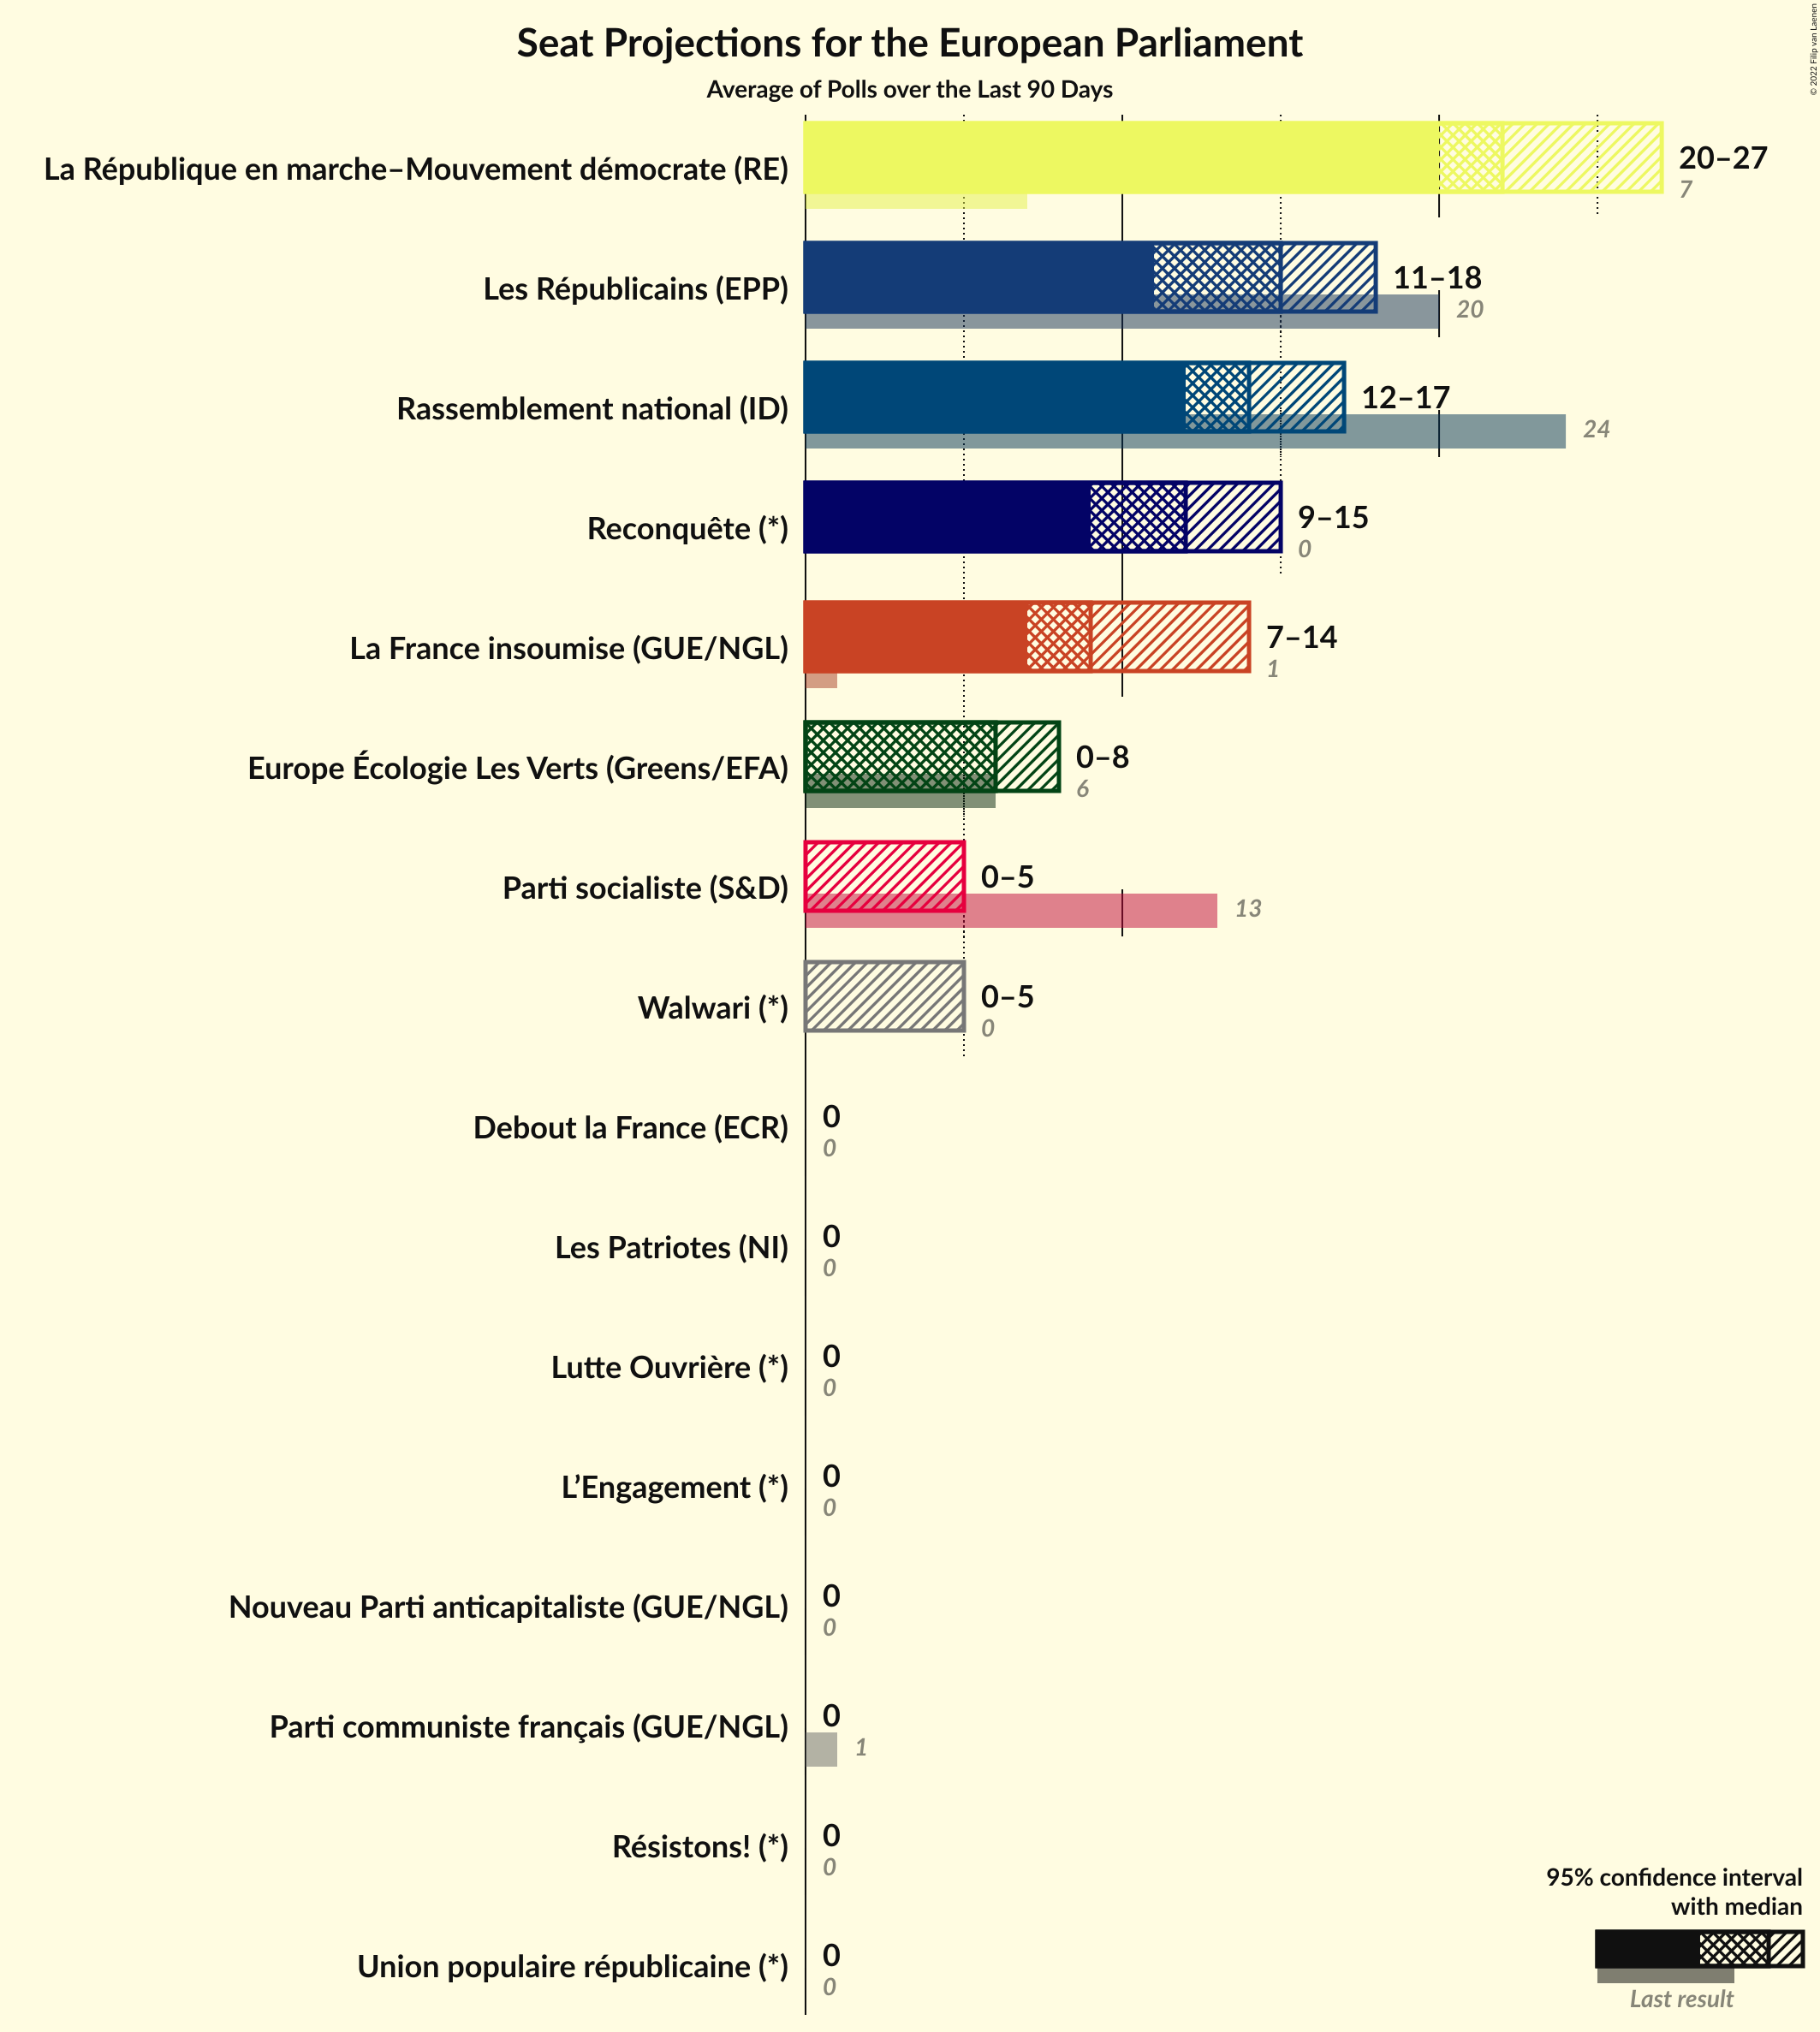 Seat Projections for the European Parliament
Average of Polls over the Last 90 Days
© 2022 Filip van Laenen
La République en marche–Mouvement démocrate (RE)
20–27
7
Les Républicains (EPP)
11–18
20
Rassemblement national (ID)
12–17
24
Reconquête (*)
9–15
0
La France insoumise (GUE/NGL)
7–14
1
Europe Écologie Les Verts (Greens/EFA)
0–8
6
Parti socialiste (S&D)
0–5
13
Walwari (*)
0–5
0
Debout la France (ECR)
0
0
Les Patriotes (NI)
0
0
Lutte Ouvrière (*)
0
0
L’Engagement (*)
0
0
Nouveau Parti anticapitaliste (GUE/NGL)
0
0
Parti communiste français (GUE/NGL)
0
1
Résistons! (*)
0
0
Union populaire républicaine (*)
0
0
95% confidence interval
with median
Last result